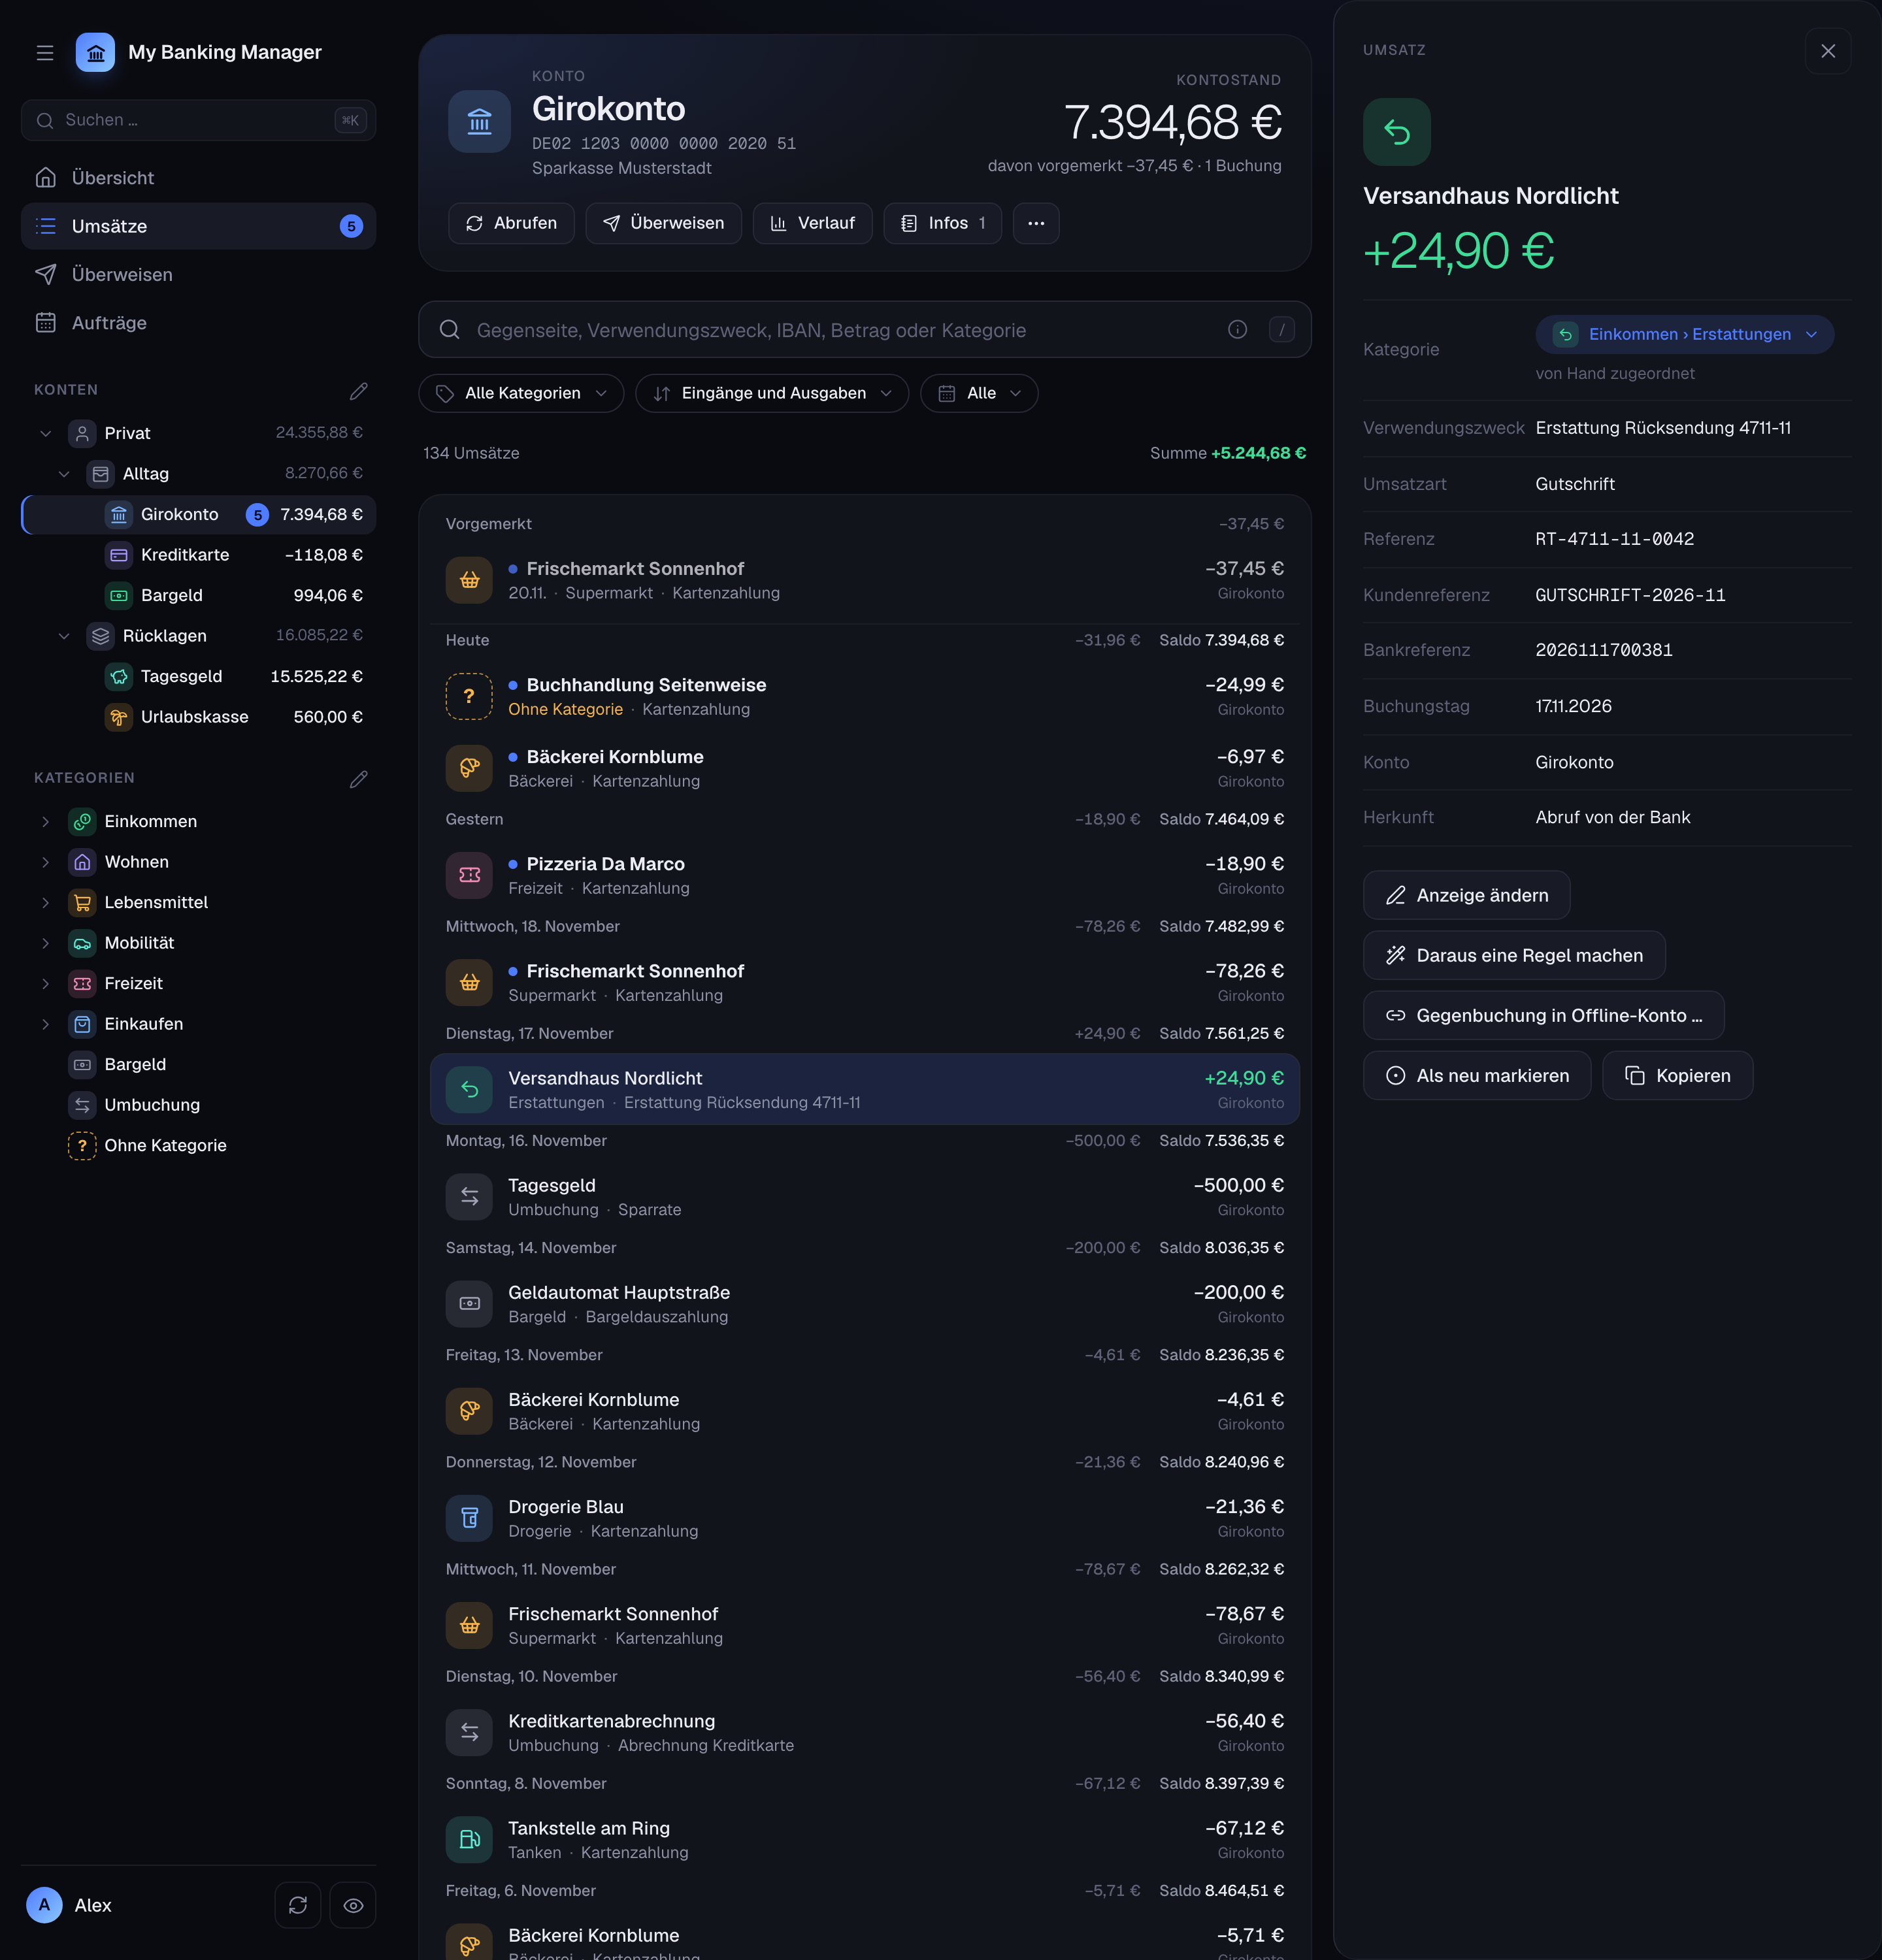 My Banking Manager
Suchen …
⌘K
Übersicht
Umsätze 5
Überweisen
Aufträge
KONTEN
Privat 24.355,88 €
Alltag 8.270,66 €
Girokonto 5 7.394,68 €
Kreditkarte −118,08 €
Bargeld 994,06 €
Rücklagen 16.085,22 €
Tagesgeld 15.525,22 €
Urlaubskasse 560,00 €
KATEGORIEN
Einkommen
Wohnen
Lebensmittel
Mobilität
Freizeit
Einkaufen
Bargeld
Umbuchung
? Ohne Kategorie
A Alex
KONTO
Girokonto
DE02 1203 0000 0000 2020 51
Sparkasse Musterstadt
KONTOSTAND
7.394,68 €
davon vorgemerkt −37,45 € · 1 Buchung
Abrufen
Überweisen
Verlauf
Infos 1
Gegenseite, Verwendungszweck, IBAN, Betrag oder Kategorie /
Alle Kategorien
Eingänge und Ausgaben
Alle
134 Umsätze Summe +5.244,68 €
Vorgemerkt −37,45 €
Frischemarkt Sonnenhof −37,45 €
20.11. · Supermarkt · Kartenzahlung Girokonto
Heute −31,96 € Saldo 7.394,68 €
? Buchhandlung Seitenweise −24,99 €
Ohne Kategorie · Kartenzahlung Girokonto
Bäckerei Kornblume −6,97 €
Bäckerei · Kartenzahlung Girokonto
Gestern −18,90 € Saldo 7.464,09 €
Pizzeria Da Marco −18,90 €
Freizeit · Kartenzahlung Girokonto
Mittwoch, 18. November −78,26 € Saldo 7.482,99 €
Frischemarkt Sonnenhof −78,26 €
Supermarkt · Kartenzahlung Girokonto
Dienstag, 17. November +24,90 € Saldo 7.561,25 €
Versandhaus Nordlicht +24,90 €
Erstattungen · Erstattung Rücksendung 4711-11 Girokonto
Montag, 16. November −500,00 € Saldo 7.536,35 €
Tagesgeld −500,00 €
Umbuchung · Sparrate Girokonto
Samstag, 14. November −200,00 € Saldo 8.036,35 €
Geldautomat Hauptstraße −200,00 €
Bargeld · Bargeldauszahlung Girokonto
Freitag, 13. November −4,61 € Saldo 8.236,35 €
Bäckerei Kornblume −4,61 €
Bäckerei · Kartenzahlung Girokonto
Donnerstag, 12. November −21,36 € Saldo 8.240,96 €
Drogerie Blau −21,36 €
Drogerie · Kartenzahlung Girokonto
Mittwoch, 11. November −78,67 € Saldo 8.262,32 €
Frischemarkt Sonnenhof −78,67 €
Supermarkt · Kartenzahlung Girokonto
Dienstag, 10. November −56,40 € Saldo 8.340,99 €
Kreditkartenabrechnung −56,40 €
Umbuchung · Abrechnung Kreditkarte Girokonto
Sonntag, 8. November −67,12 € Saldo 8.397,39 €
Tankstelle am Ring −67,12 €
Tanken · Kartenzahlung Girokonto
Freitag, 6. November −5,71 € Saldo 8.464,51 €
Bäckerei Kornblume −5,71 €
Bäckerei · Kartenzahlung Girokonto
UMSATZ
Versandhaus Nordlicht
+24,90 €
Kategorie Einkommen › Erstattungen
von Hand zugeordnet
Verwendungszweck Erstattung Rücksendung 4711-11
Umsatzart Gutschrift
Referenz RT-4711-11-0042
Kundenreferenz GUTSCHRIFT-2026-11
Bankreferenz 2026111700381
Buchungstag 17.11.2026
Konto Girokonto
Herkunft Abruf von der Bank
Anzeige ändern
Daraus eine Regel machen
Gegenbuchung in Offline-Konto …
Als neu markieren
Kopieren